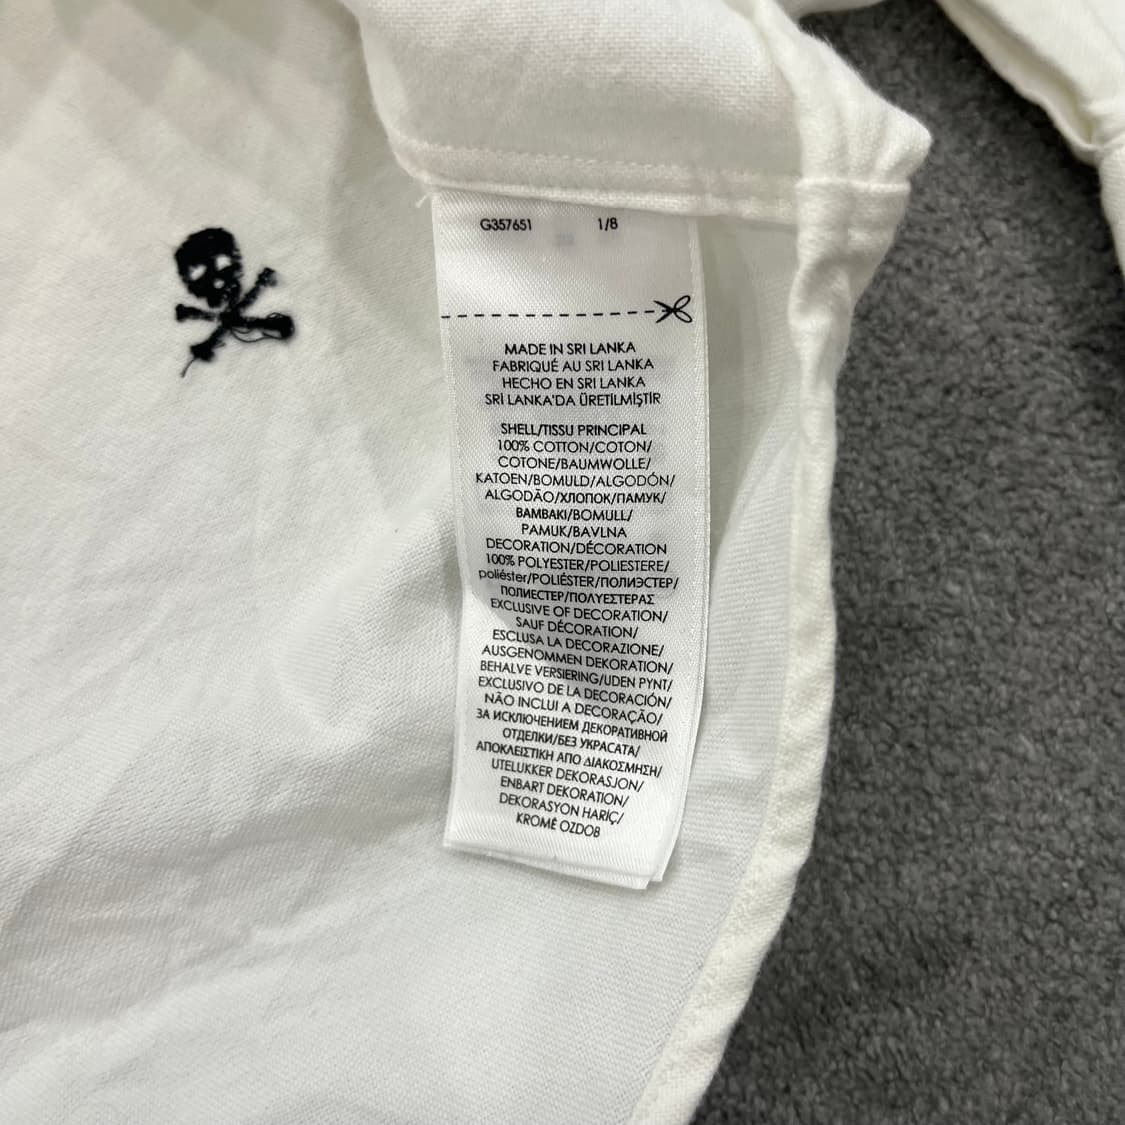 G357651 1/8
MADE IN SRI LANKA
FABRIQUÉ AU SRI LANKA
HECHO EN SRI LANKA
SRİ LANKA'DA ÜRETİLMİŞTİR
SHELL/TISSU PRINCIPAL
100% COTTON/COTON/
COTONE/BAUMWOLLE/
KATOEN/BOMULD/ALGODÓN/
ALGODÃO/ХЛОПОК/ПАМУК/
ΒΑΜΒΑΚΙ/BOMULL/
PAMUK/BAVLNA
DECORATION/DÉCORATION
100% POLYESTER/POLIESTERE/
poliéster/POLIÉSTER/ПОЛИЭСТЕР/
ПОЛИЕСТЕР/ΠΟΛΥΕΣΤΕΡΑΣ
EXCLUSIVE OF DECORATION/
SAUF DÉCORATION/
ESCLUSA LA DECORAZIONE/
AUSGENOMMEN DEKORATION/
BEHALVE VERSIERING/UDEN PYNT/
EXCLUSIVO DE LA DECORACIÓN/
NÃO INCLUI A DECORAÇÃO/
ЗА ИСКЛЮЧЕНИЕМ ДЕКОРАТИВНОЙ
ОТДЕЛКИ/БЕЗ УКРАСАТА/
ΑΠΟΚΛΕΙΣΤΙΚΗ ΑΠΟ ΔΙΑΚΟΣΜΗΣΗ/
UTELUKKER DEKORASJON/
ENBART DEKORATION/
DEKORASYON HARİÇ/
KROMĚ OZDOB